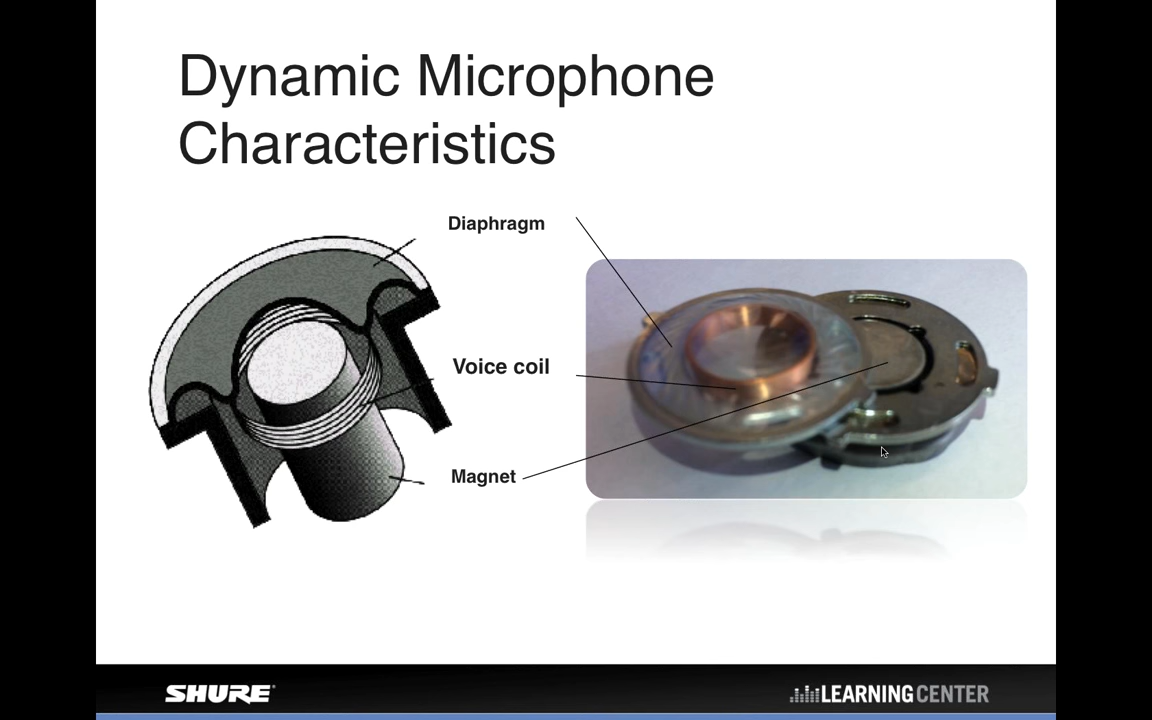 Dynamic Microphone
Characteristics
Diaphragm
Voice coil
Magnet
SHURE
LEARNING CENTER